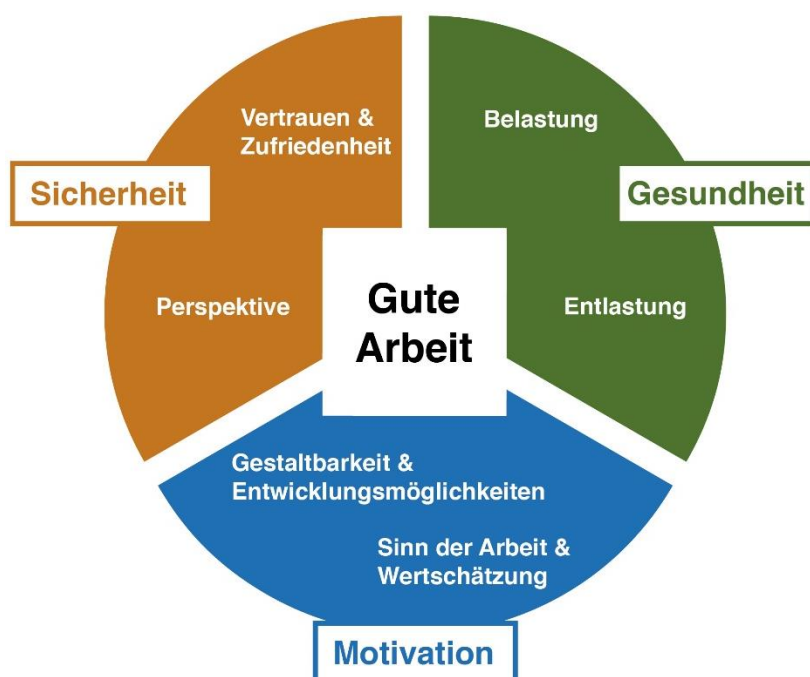 Vertrauen &
Zufriedenheit
Belastung
Sicherheit
Gesundheit
Perspektive
Gute
Arbeit
Entlastung
Gestaltbarkeit &
Entwicklungsmöglichkeiten
Sinn der Arbeit &
Wertschätzung
Motivation